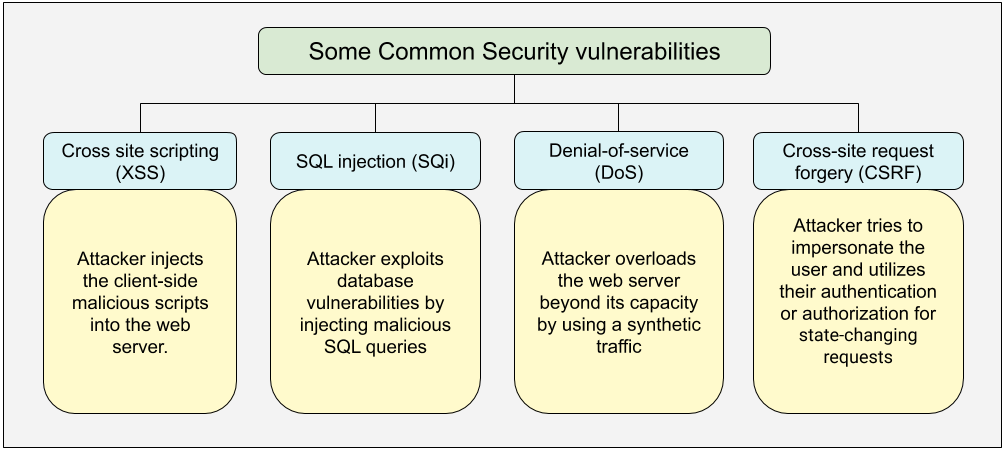 Some Common Security vulnerabilities
Cross site scripting
(XSS)
SQL injection (SQi)
Denial-of-service
(DoS)
Cross-site request
forgery (CSRF)
Attacker injects
the client-side
malicious scripts
into the web
server.
Attacker exploits
database
vulnerabilities by
injecting malicious
SQL queries
Attacker overloads
the web server
beyond its capacity
by using a synthetic
traffic
Attacker tries to
impersonate the
user and utilizes
their authentication
or authorization for
state-changing
requests